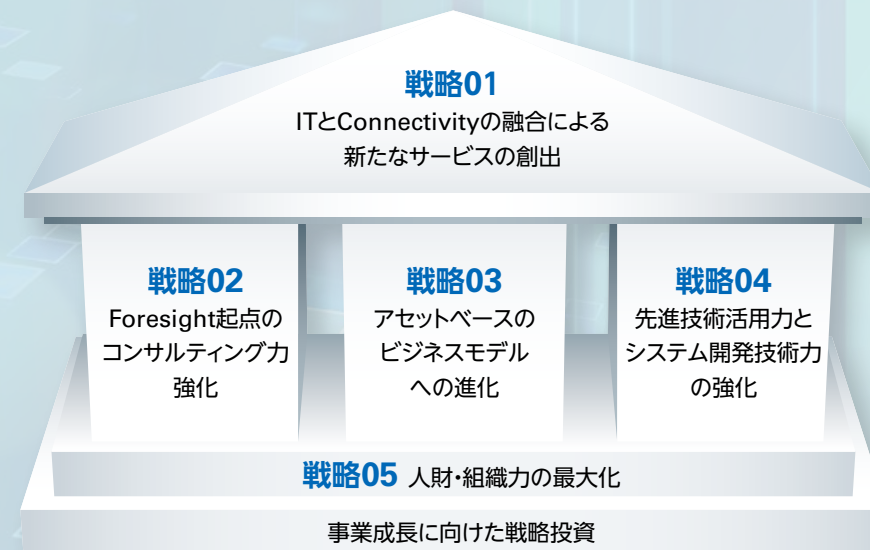 戦略01
ITとConnectivityの融合による
新たなサービスの創出
戦略02
Foresight起点の
コンサルティング力
強化
戦略03
アセットベースの
ビジネスモデル
への進化
戦略04
先進技術活用力と
システム開発技術力
の強化
戦略05 人財・組織力の最大化
事業成長に向けた戦略投資